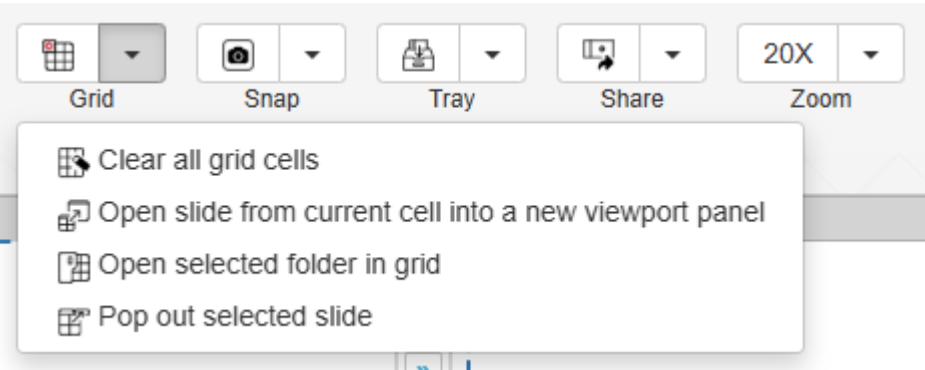 20X
Grid Snap Tray Share Zoom
Clear all grid cells
Open slide from current cell into a new viewport panel
Open selected folder in grid
Pop out selected slide
»